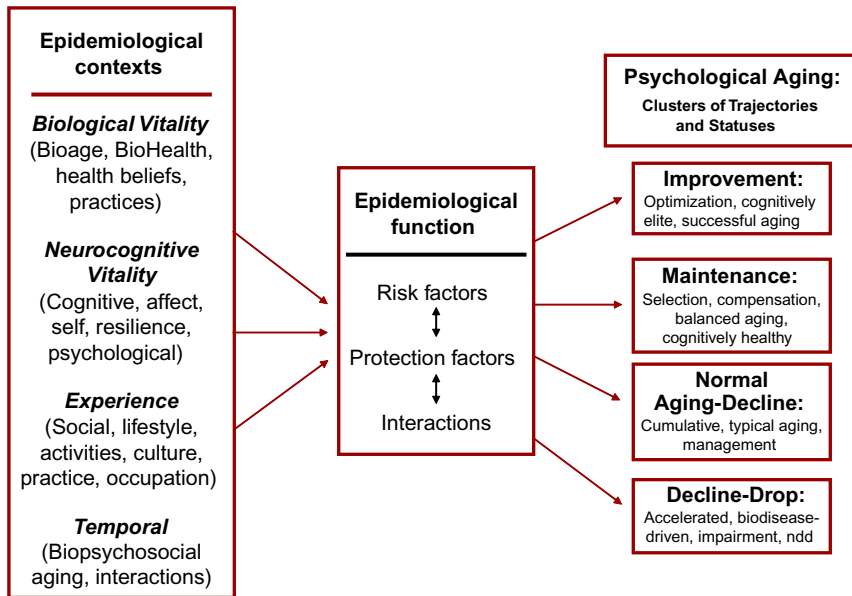 Epidemiological
contexts
Biological Vitality
(Bioage, BioHealth,
health beliefs,
practices)
Neurocognitive
Vitality
(Cognitive, affect,
self, resilience,
psychological)
Experience
(Social, lifestyle,
activities, culture,
practice, occupation)
Temporal
(Biopsychosocial
aging, interactions)
Epidemiological
function
Risk factors
Protection factors
Interactions
Psychological Aging:
Clusters of Trajectories
and Statuses
Improvement:
Optimization, cognitively
elite, successful aging
Maintenance:
Selection, compensation,
balanced aging,
cognitively healthy
Normal
Aging-Decline:
Cumulative, typical aging,
management
Decline-Drop:
Accelerated, biodisease-
driven, impairment, ndd